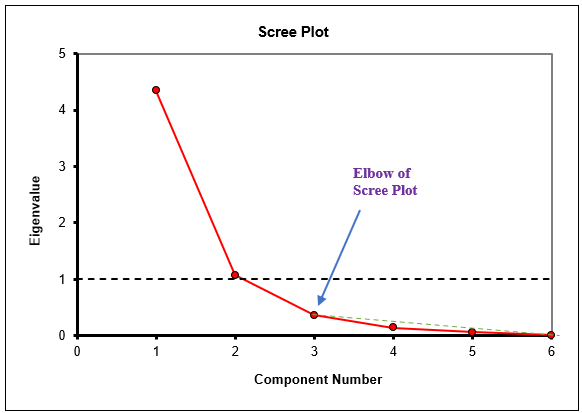 Scree Plot
5
4
3
2
1
0
Eigenvalue
Elbow of
Scree Plot
0 1 2 3 4 5 6
Component Number